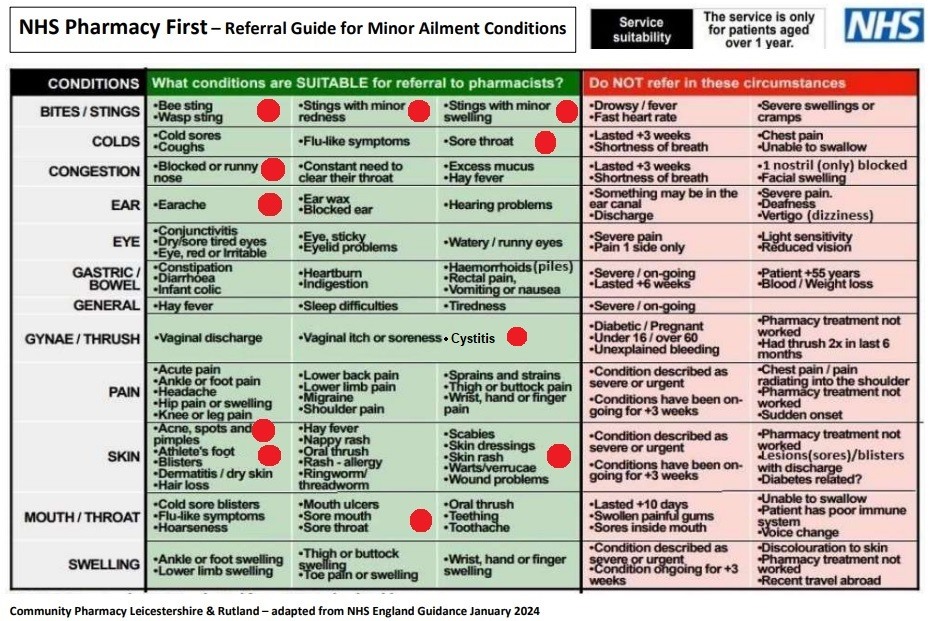 NHS Pharmacy First – Referral Guide for Minor Ailment Conditions
Service suitability
The service is only for patients aged over 1 year.
NHS
CONDITIONS
What conditions are SUITABLE for referral to pharmacists?
Do NOT refer in these circumstances
BITES / STINGS
•Bee sting
•Wasp sting
•Stings with minor redness
•Stings with minor swelling
•Drowsy / fever
•Fast heart rate
•Severe swellings or cramps
COLDS
•Cold sores
•Coughs
•Flu-like symptoms
•Sore throat
•Lasted +3 weeks
•Shortness of breath
•Chest pain
•Unable to swallow
CONGESTION
•Blocked or runny nose
•Constant need to clear their throat
•Excess mucus
•Hay fever
•Lasted +3 weeks
•Shortness of breath
•1 nostril (only) blocked
•Facial swelling
EAR
•Earache
•Ear wax
•Blocked ear
•Hearing problems
•Something may be in the ear canal
•Discharge
•Severe pain.
•Deafness
•Vertigo (dizziness)
EYE
•Conjunctivitis
•Dry/sore tired eyes
•Eye, red or Irritable
•Eye, sticky
•Eyelid problems
•Watery / runny eyes
•Severe pain
•Pain 1 side only
•Light sensitivity
•Reduced vision
GASTRIC / BOWEL
•Constipation
•Diarrhoea
•Infant colic
•Heartburn
•Indigestion
•Haemorrhoids (piles)
•Rectal pain,
•Vomiting or nausea
•Severe / on-going
•Lasted +6 weeks
•Patient +55 years
•Blood / Weight loss
GENERAL
•Hay fever
•Sleep difficulties
•Tiredness
•Severe / on-going
GYNAE / THRUSH
•Vaginal discharge
•Vaginal itch or soreness
• Cystitis
•Diabetic / Pregnant
•Under 16 / over 60
•Unexplained bleeding
•Pharmacy treatment not worked
•Had thrush 2x in last 6 months
PAIN
•Acute pain
•Ankle or foot pain
•Headache
•Hip pain or swelling
•Knee or leg pain
•Lower back pain
•Lower limb pain
•Migraine
•Shoulder pain
•Sprains and strains
•Thigh or buttock pain
•Wrist, hand or finger pain
•Condition described as severe or urgent
•Conditions have been on-going for +3 weeks
•Chest pain / pain radiating into the shoulder
•Pharmacy treatment not worked
•Sudden onset
SKIN
•Acne, spots and pimples
•Athlete's foot
•Blisters
•Dermatitis / dry skin
•Hair loss
•Hay fever
•Nappy rash
•Oral thrush
•Rash - allergy
•Ringworm/ threadworm
•Scabies
•Skin dressings
•Skin rash
•Warts/verrucae
•Wound problems
•Condition described as severe or urgent
•Conditions have been on-going for +3 weeks
•Pharmacy treatment not worked
•Lesions(sores)/blisters with discharge
•Diabetes related?
MOUTH / THROAT
•Cold sore blisters
•Flu-like symptoms
•Hoarseness
•Mouth ulcers
•Sore mouth
•Sore throat
•Oral thrush
•Teething
•Toothache
•Lasted +10 days
•Swollen painful gums
•Sores inside mouth
•Unable to swallow
•Patient has poor immune system
•Voice change
SWELLING
•Ankle or foot swelling
•Lower limb swelling
•Thigh or buttock swelling
•Toe pain or swelling
•Wrist, hand or finger swelling
•Condition described as severe or urgent
•Condition ongoing for +3 weeks
•Discolouration to skin
•Pharmacy treatment not worked
•Recent travel abroad
Community Pharmacy Leicestershire & Rutland – adapted from NHS England Guidance January 2024